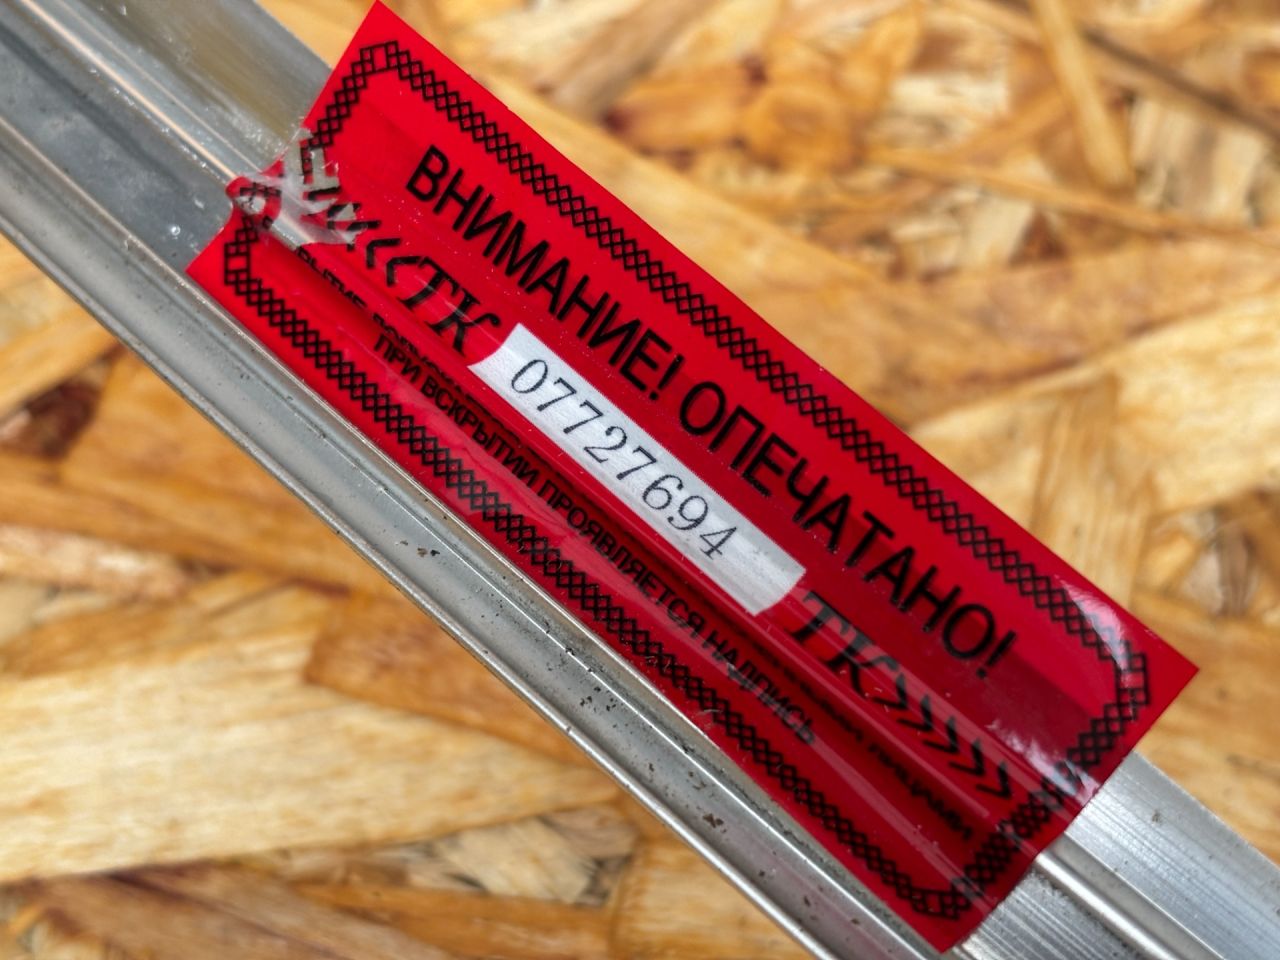 ВНИМАНИЕ! ОПЕЧАТАНО!
<<<ТК 07727694 ТК>>>>>
ПРИ ВСКРЫТИИ ПРОЯВЛЯЕТСЯ НАДПИСЬ